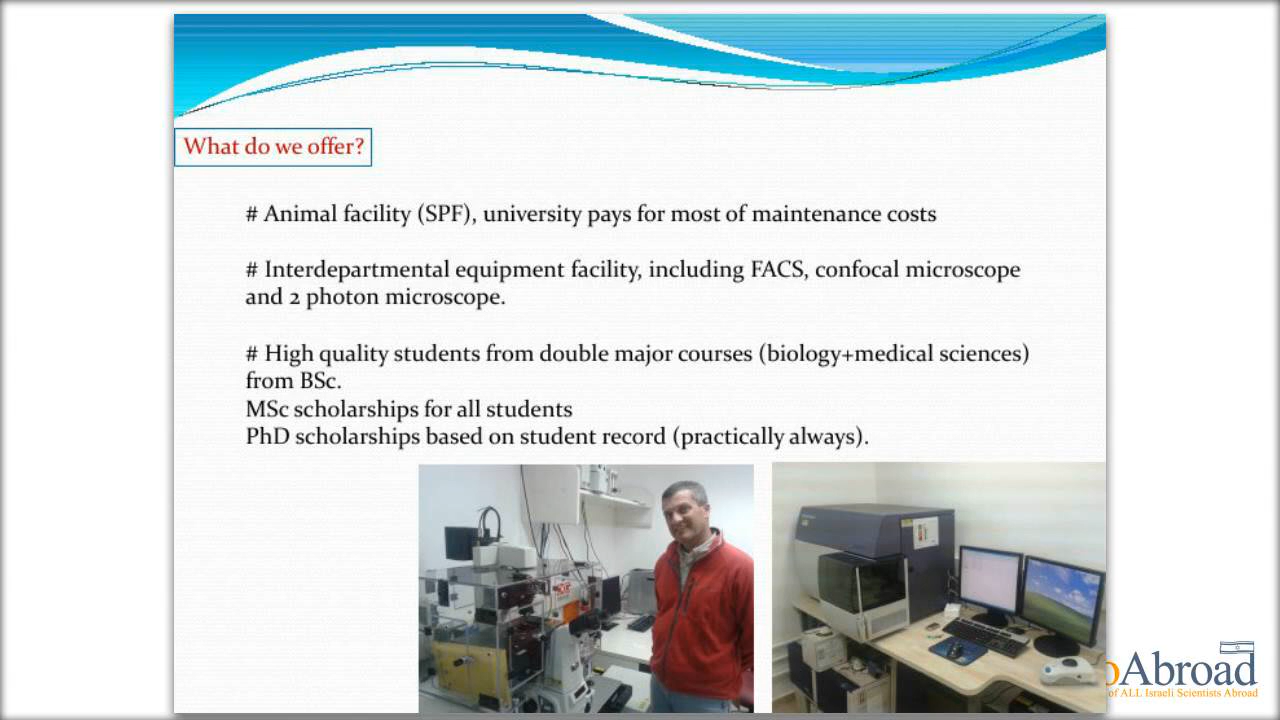 What do we offer?
# Animal facility (SPF), university pays for most of maintenance costs
# Interdepartmental equipment facility, including FACS, confocal microscope
and 2 photon microscope.
# High quality students from double major courses (biology+medical sciences)
from BSc.
MSc scholarships for all students
PhD scholarships based on student record (practically always).
oAbroad
of ALL Israeli Scientists Abroad